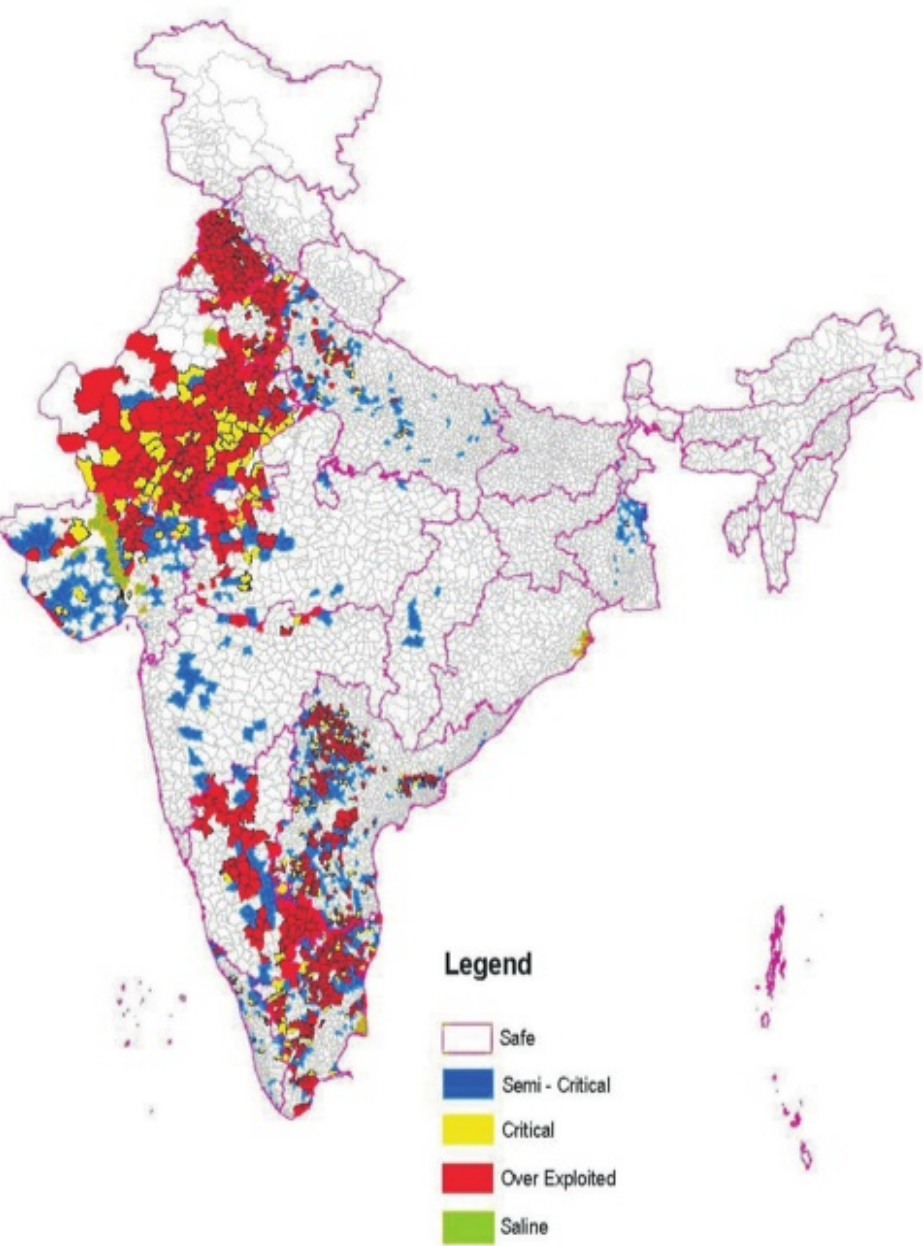 Legend
Safe
Semi - Critical
Critical
Over Exploited
Saline